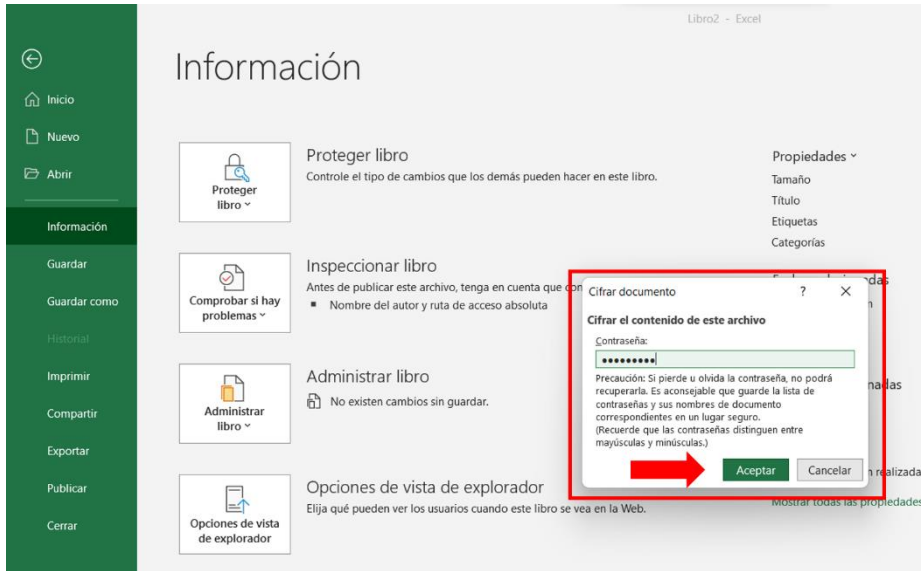 Libro2 - Excel
Información
Inicio
Nuevo
Abrir
Información
Guardar
Guardar como
Historial
Imprimir
Compartir
Exportar
Publicar
Cerrar
Proteger
libro
Proteger libro
Controle el tipo de cambios que los demás pueden hacer en este libro.
Comprobar si hay
problemas
Inspeccionar libro
Antes de publicar este archivo, tenga en cuenta que
Nombre del autor y ruta de acceso absoluta
Administrar
libro
Administrar libro
No existen cambios sin guardar.
Opciones de vista
de explorador
Opciones de vista de explorador
Elija qué pueden ver los usuarios cuando este libro se vea en la Web.
Propiedades
Tamaño
Título
Etiquetas
Categorías
Cifrar documento ?
Cifrar el contenido de este archivo
Contraseña:
Precaución: Si pierde u olvida la contraseña, no podrá
recuperarla. Es aconsejable que guarde la lista de
contraseñas y sus nombres de documento
correspondientes en un lugar seguro.
(Recuerde que las contraseñas distinguen entre
mayúsculas y minúsculas.)
Aceptar Cancelar
Mostrar todas las propiedades